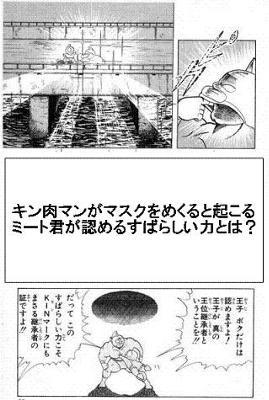 キン肉マンがマスクをめくると起こる
ミート君が認めるすばらしい力とは？
王子 ボクだけは
認めますよ！
王子が 真の
王位継承者と
いうことを！！
だって この
すばらしい力こそ
KINマークにも
まさる継承者の
証ですよ!!